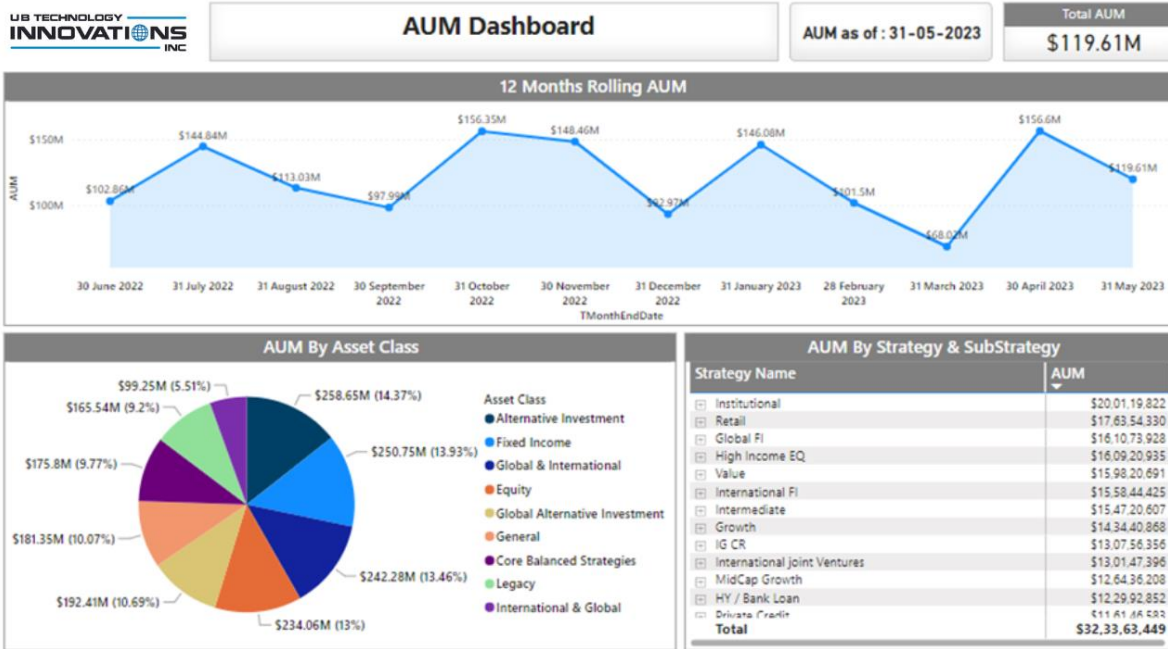 UB TECHNOLOGY
INNOVATIONS
INC
AUM Dashboard
AUM as of : 31-05-2023
Total AUM
$119.61M
12 Months Rolling AUM
AUM
$150M
$100M
$102.86M
$144.84M
$113.03M
$97.99M
$156.35M
$148.46M
$92.97M
$146.08M
$101.5M
$68.02M
$156.6M
$119.61M
30 June 2022
31 July 2022
31 August 2022
30 September
2022
31 October
2022
30 November
2022
31 December
2022
31 January 2023
28 February
2023
31 March 2023
30 April 2023
31 May 2023
TMonthEndDate
AUM By Asset Class
$258.65M (14.37%)
$250.75M (13.93%)
$242.28M (13.46%)
$234.06M (13%)
$192.41M (10.69%)
$181.35M (10.07%)
$175.8M (9.77%)
$165.54M (9.2%)
$99.25M (5.51%)
Asset Class
Alternative Investment
Fixed Income
Global & International
Equity
Global Alternative Investment
General
Core Balanced Strategies
Legacy
International & Global
AUM By Strategy & SubStrategy
Strategy Name AUM
Institutional $20,01,19,822
Retail $17,63,54,330
Global FI $16,10,73,928
High Income EQ $16,09,20,935
Value $15,98,20,691
International FI $15,58,44,425
Intermediate $15,47,20,607
Growth $14,34,40,868
IG CR $13,07,56,356
International Joint Ventures $13,01,47,396
MidCap Growth $12,64,36,208
HY / Bank Loan $12,29,92,852
Private Credit $11,61,46,583
Total $32,33,63,449